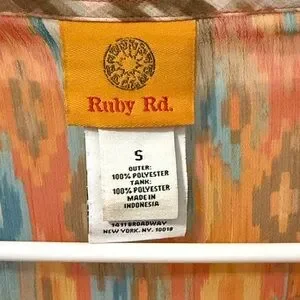 Ruby Rd.
S
OUTER:
100% POLYESTER
TANK:
100% POLYESTER
MADE IN
INDONESIA
1411 BROADWAY
NEW YORK, NY. 10018